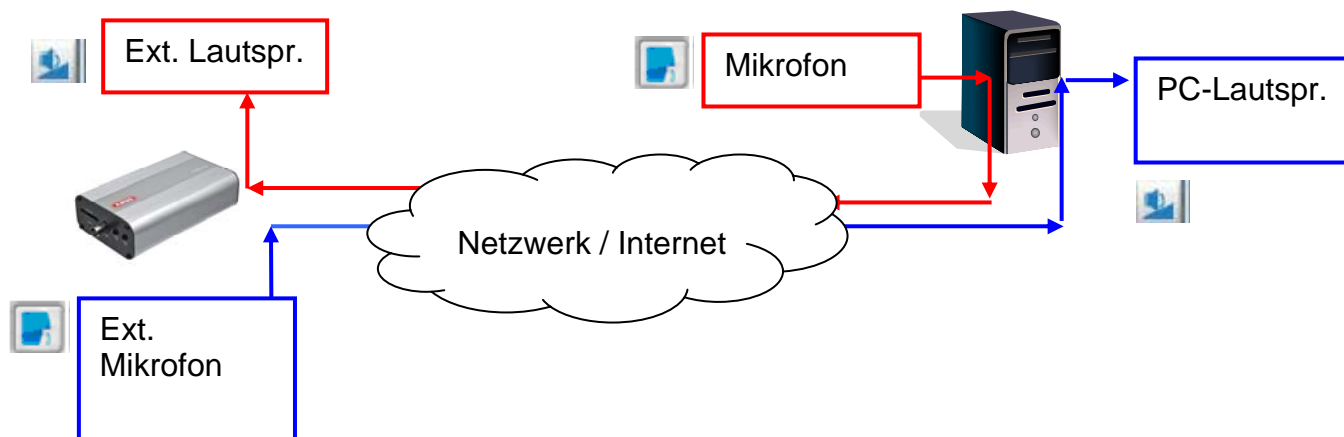 Ext. Lautspr.
Mikrofon
PC-Lautspr.
Netzwerk / Internet
Ext.
Mikrofon